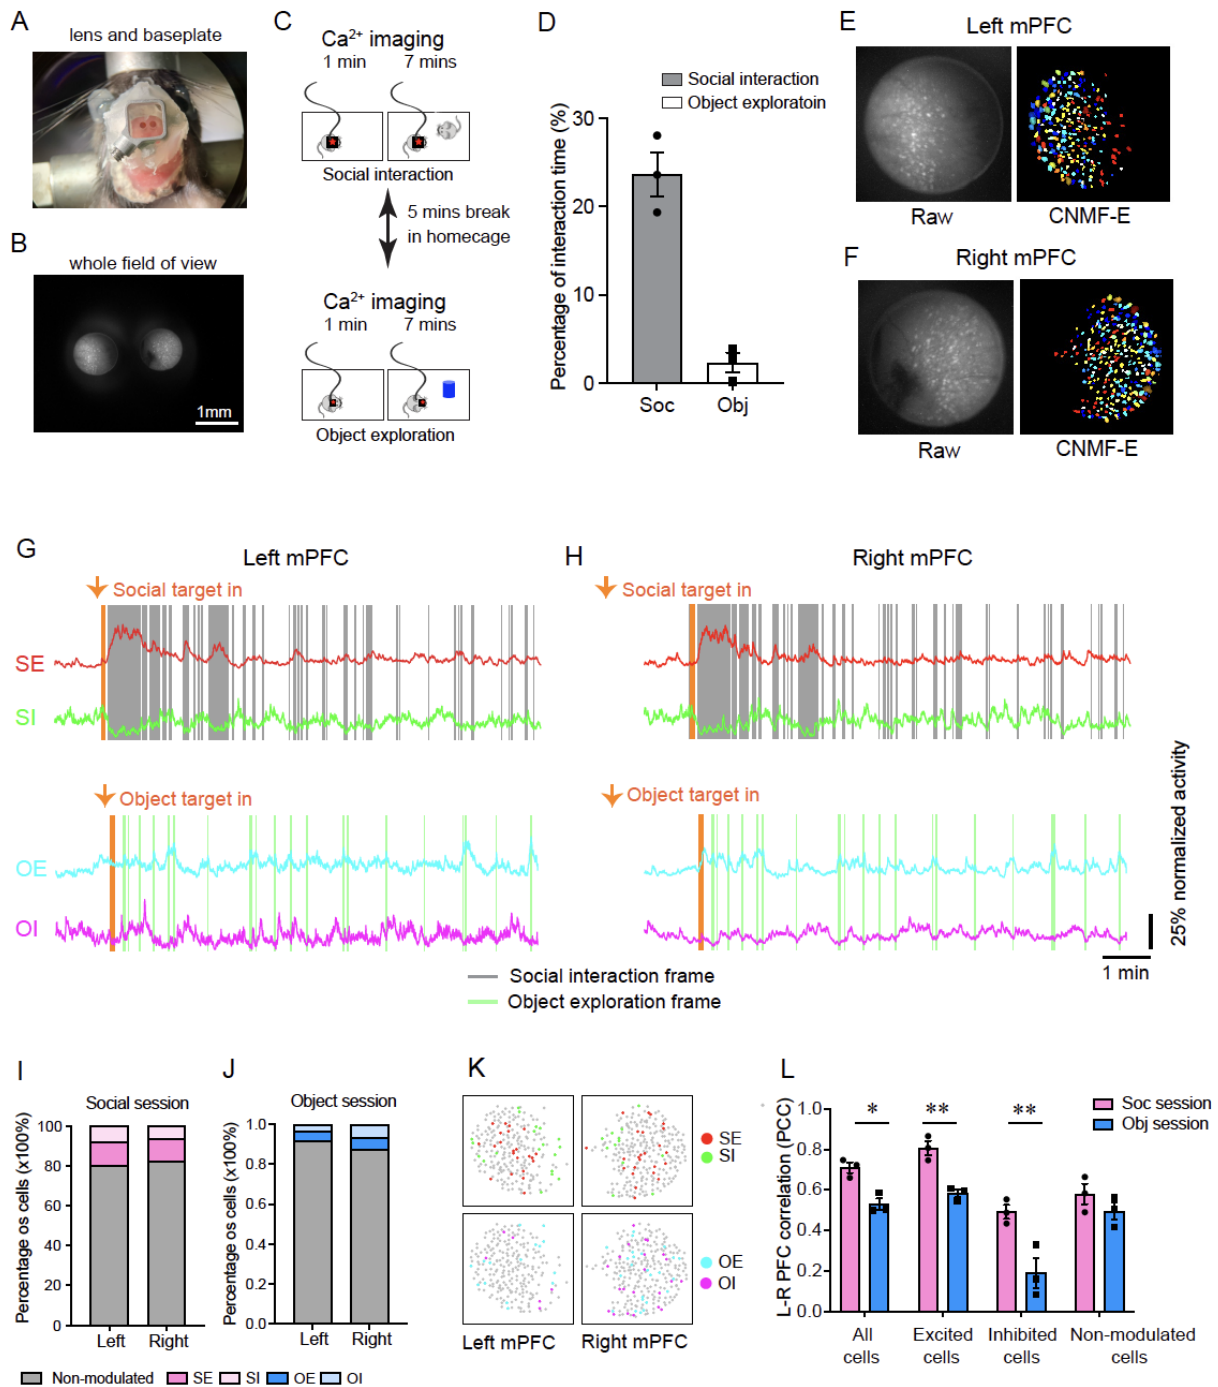 A
lens and baseplate
B
whole field of view
1mm
C
Ca²⁺ imaging
1 min 7 mins
Social interaction
5 mins break
in homecage
Ca²⁺ imaging
1 min 7 mins
Object exploration
D
Social interaction
Object exploratoin
Percentage of interaction time (%)
30
20
10
0
Soc Obj
E
Left mPFC
Raw CNMF-E
F
Right mPFC
Raw CNMF-E
G
Left mPFC
Social target in
SE
SI
Object target in
OE
OI
H
Right mPFC
Social target in
Object target in
25% normalized activity
1 min
Social interaction frame
Object exploration frame
I
Social session
Percentage os cells (x100%)
100
80
60
40
20
0
Left Right
J
Object session
Percentage os cells (x100%)
1.0
0.8
0.6
0.4
0.2
0.0
Left Right
Non-modulated SE SI OE OI
K
SE
SI
OE
OI
Left mPFC Right mPFC
L
Soc session
Obj session
L-R PFC correlation (PCC)
1.0
0.8
0.6
0.4
0.2
0.0
* ** **
All
cells
Excited
cells
Inhibited
cells
Non-modulated
cells